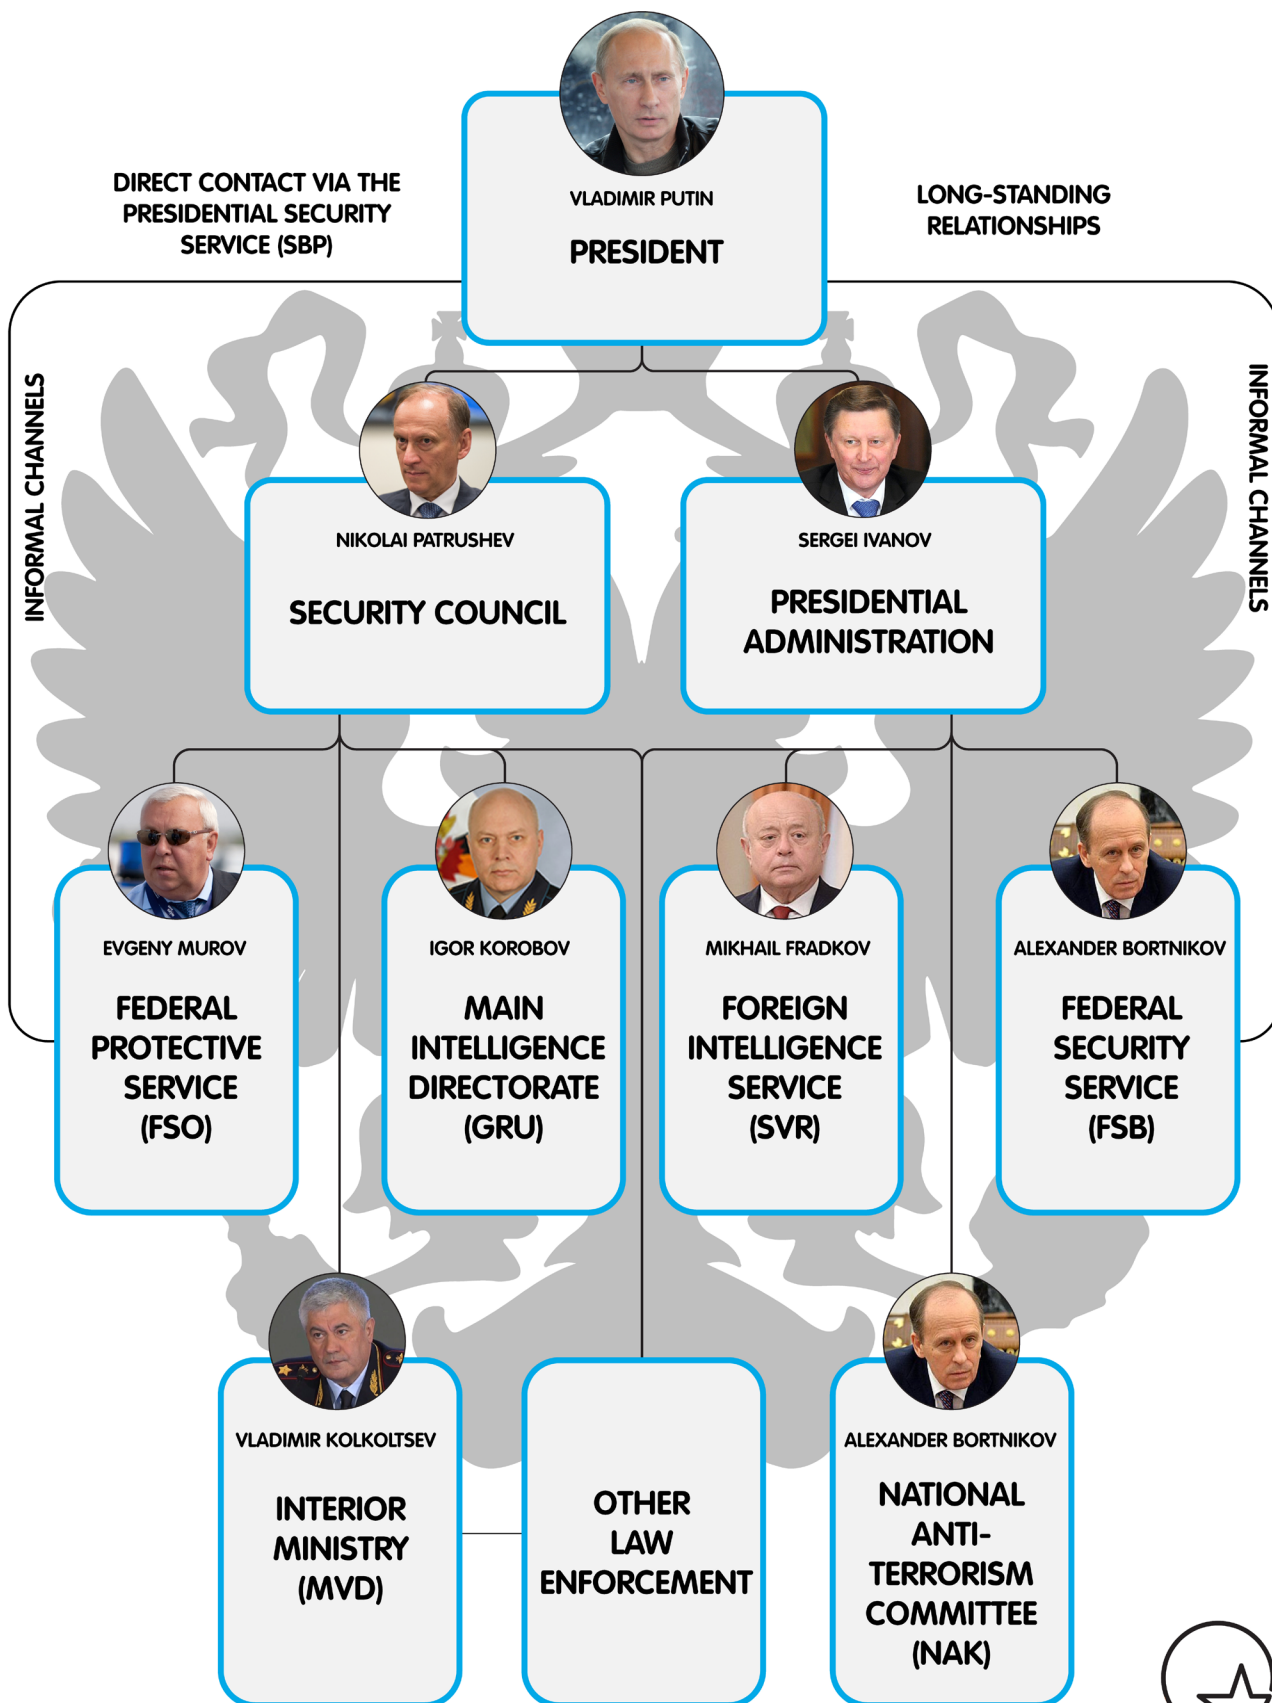 VLADIMIR PUTIN
PRESIDENT
DIRECT CONTACT VIA THE
PRESIDENTIAL SECURITY
SERVICE (SBP)
LONG-STANDING
RELATIONSHIPS
INFORMAL CHANNELS
INFORMAL CHANNELS
NIKOLAI PATRUSHEV
SECURITY COUNCIL
SERGEI IVANOV
PRESIDENTIAL
ADMINISTRATION
EVGENY MUROV
FEDERAL
PROTECTIVE
SERVICE
(FSO)
IGOR KOROBOV
MAIN
INTELLIGENCE
DIRECTORATE
(GRU)
MIKHAIL FRADKOV
FOREIGN
INTELLIGENCE
SERVICE
(SVR)
ALEXANDER BORTNIKOV
FEDERAL
SECURITY
SERVICE
(FSB)
VLADIMIR KOLKOLTSEV
INTERIOR
MINISTRY
(MVD)
OTHER
LAW
ENFORCEMENT
ALEXANDER BORTNIKOV
NATIONAL
ANTI-
TERRORISM
COMMITTEE
(NAK)